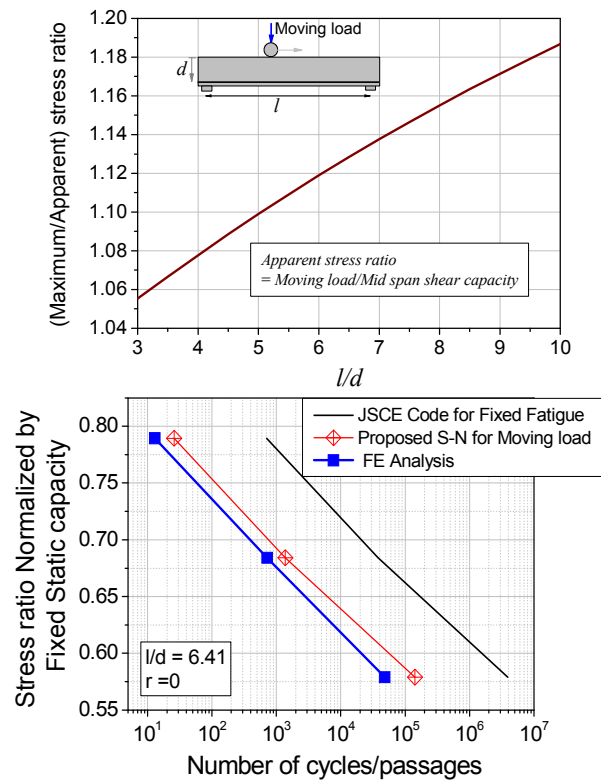 Moving load
d
l
(Maximum/Apparent) stress ratio
1.20
1.18
1.16
1.14
1.12
1.10
1.08
1.06
1.04
Apparent stress ratio
= Moving load/Mid span shear capacity
3 4 5 6 7 8 9 10
l/d
JSCE Code for Fixed Fatigue
Proposed S-N for Moving load
FE Analysis
Stress ratio Normalized by
Fixed Static capacity
0.80
0.75
0.70
0.65
0.60
0.55
l/d = 6.41
r =0
10¹ 10² 10³ 10⁴ 10⁵ 10⁶ 10⁷
Number of cycles/passages